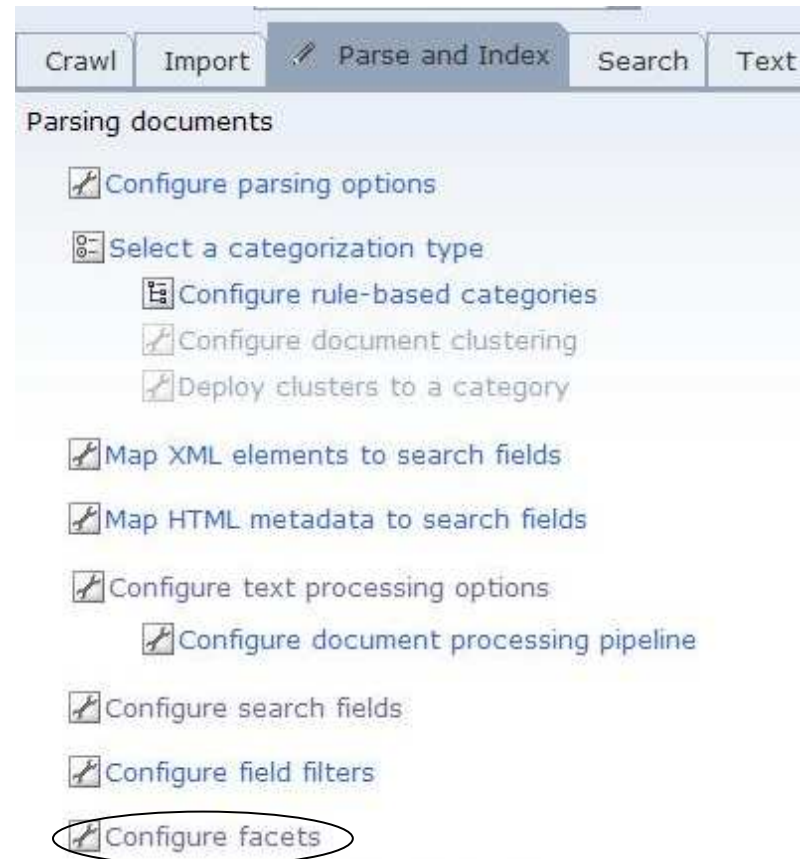 Crawl Import Parse and Index Search Text
Parsing documents
Configure parsing options
Select a categorization type
Configure rule-based categories
Configure document clustering
Deploy clusters to a category
Map XML elements to search fields
Map HTML metadata to search fields
Configure text processing options
Configure document processing pipeline
Configure search fields
Configure field filters
Configure facets